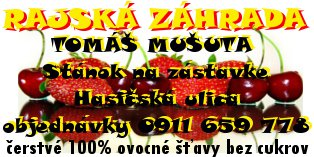 RAJSKÁ ZÁHRADA
TOMÁŠ MUŠUTA
Stánok na zastávke
Hasičská ulica
objednávky 0911 659 778
čerstvé 100% ovocné šťavy bez cukrov